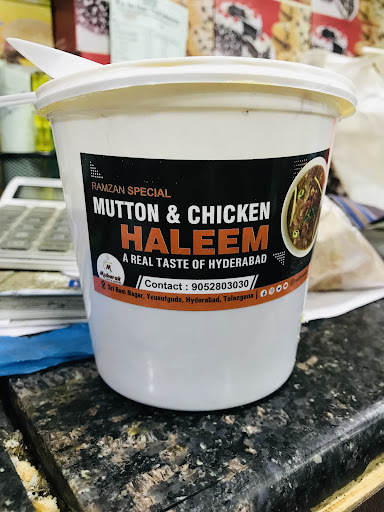 RAMZAN SPECIAL
MUTTON & CHICKEN
HALEEM
A REAL TASTE OF HYDERABAD
Contact : 9052803030
Sri Ram Nagar, Yousufguda, Hyderabad, Telangana